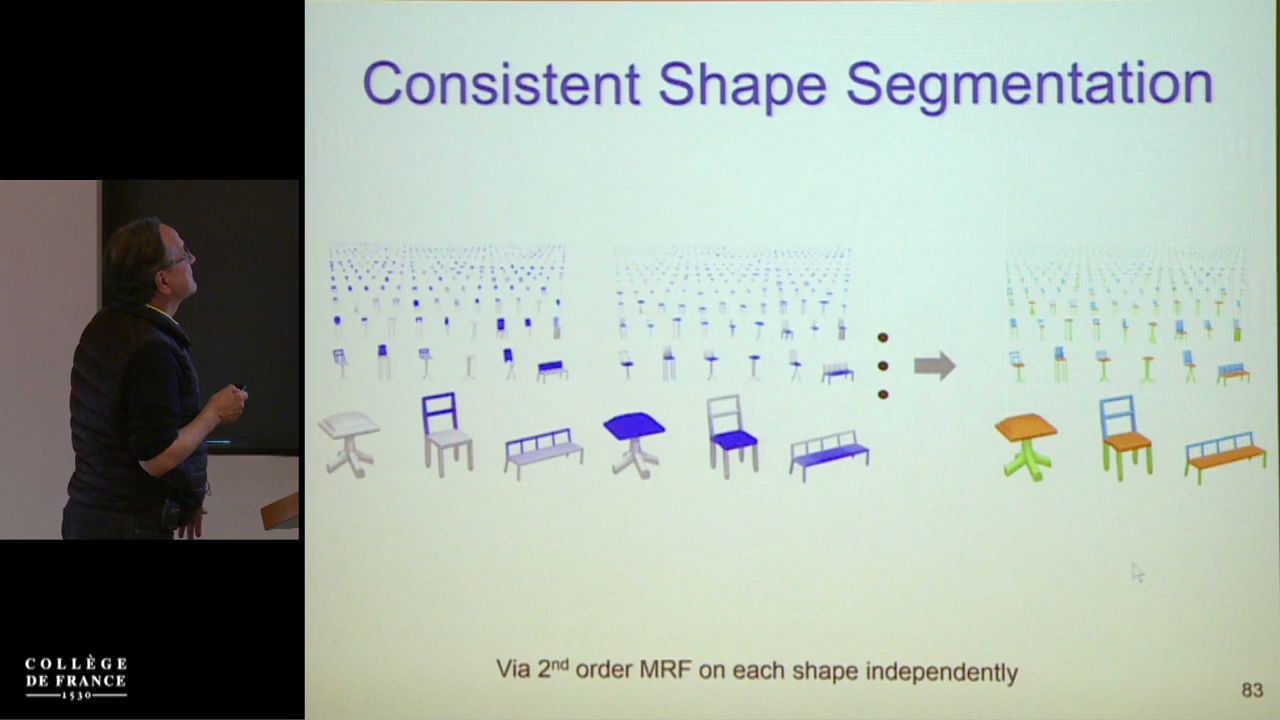 Consistent Shape Segmentation
Via 2nd order MRF on each shape independently
83
COLLÈGE
DE FRANCE
1530